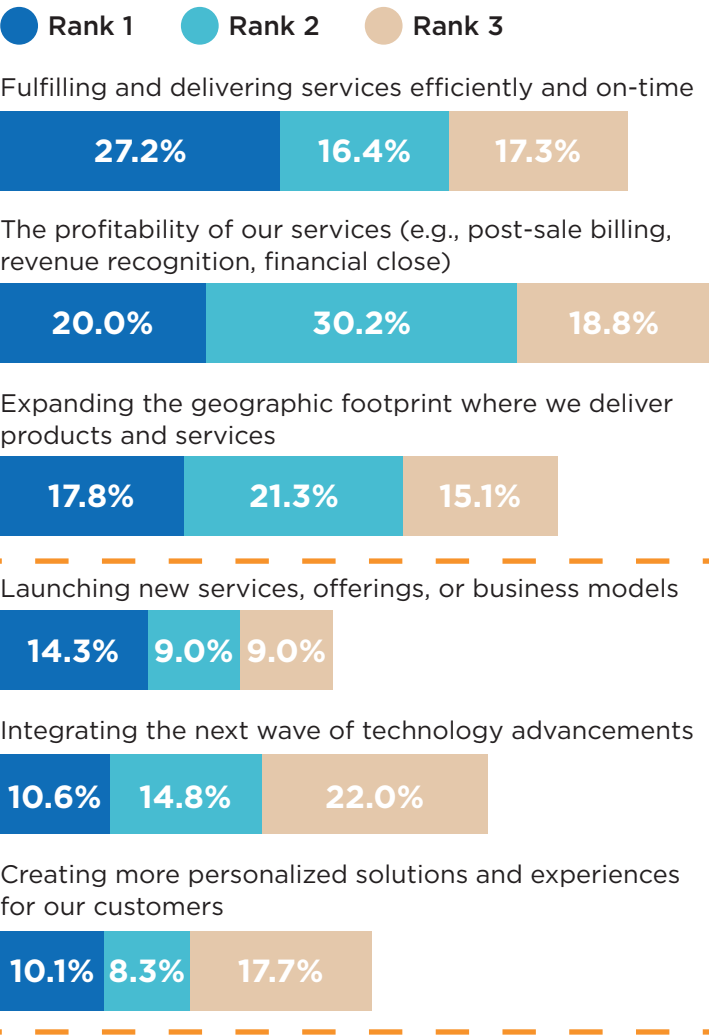 Rank 1 Rank 2 Rank 3
Fulfilling and delivering services efficiently and on-time
27.2% 16.4% 17.3%
The profitability of our services (e.g., post-sale billing,
revenue recognition, financial close)
20.0% 30.2% 18.8%
Expanding the geographic footprint where we deliver
products and services
17.8% 21.3% 15.1%
Launching new services, offerings, or business models
14.3% 9.0% 9.0%
Integrating the next wave of technology advancements
10.6% 14.8% 22.0%
Creating more personalized solutions and experiences
for our customers
10.1% 8.3% 17.7%